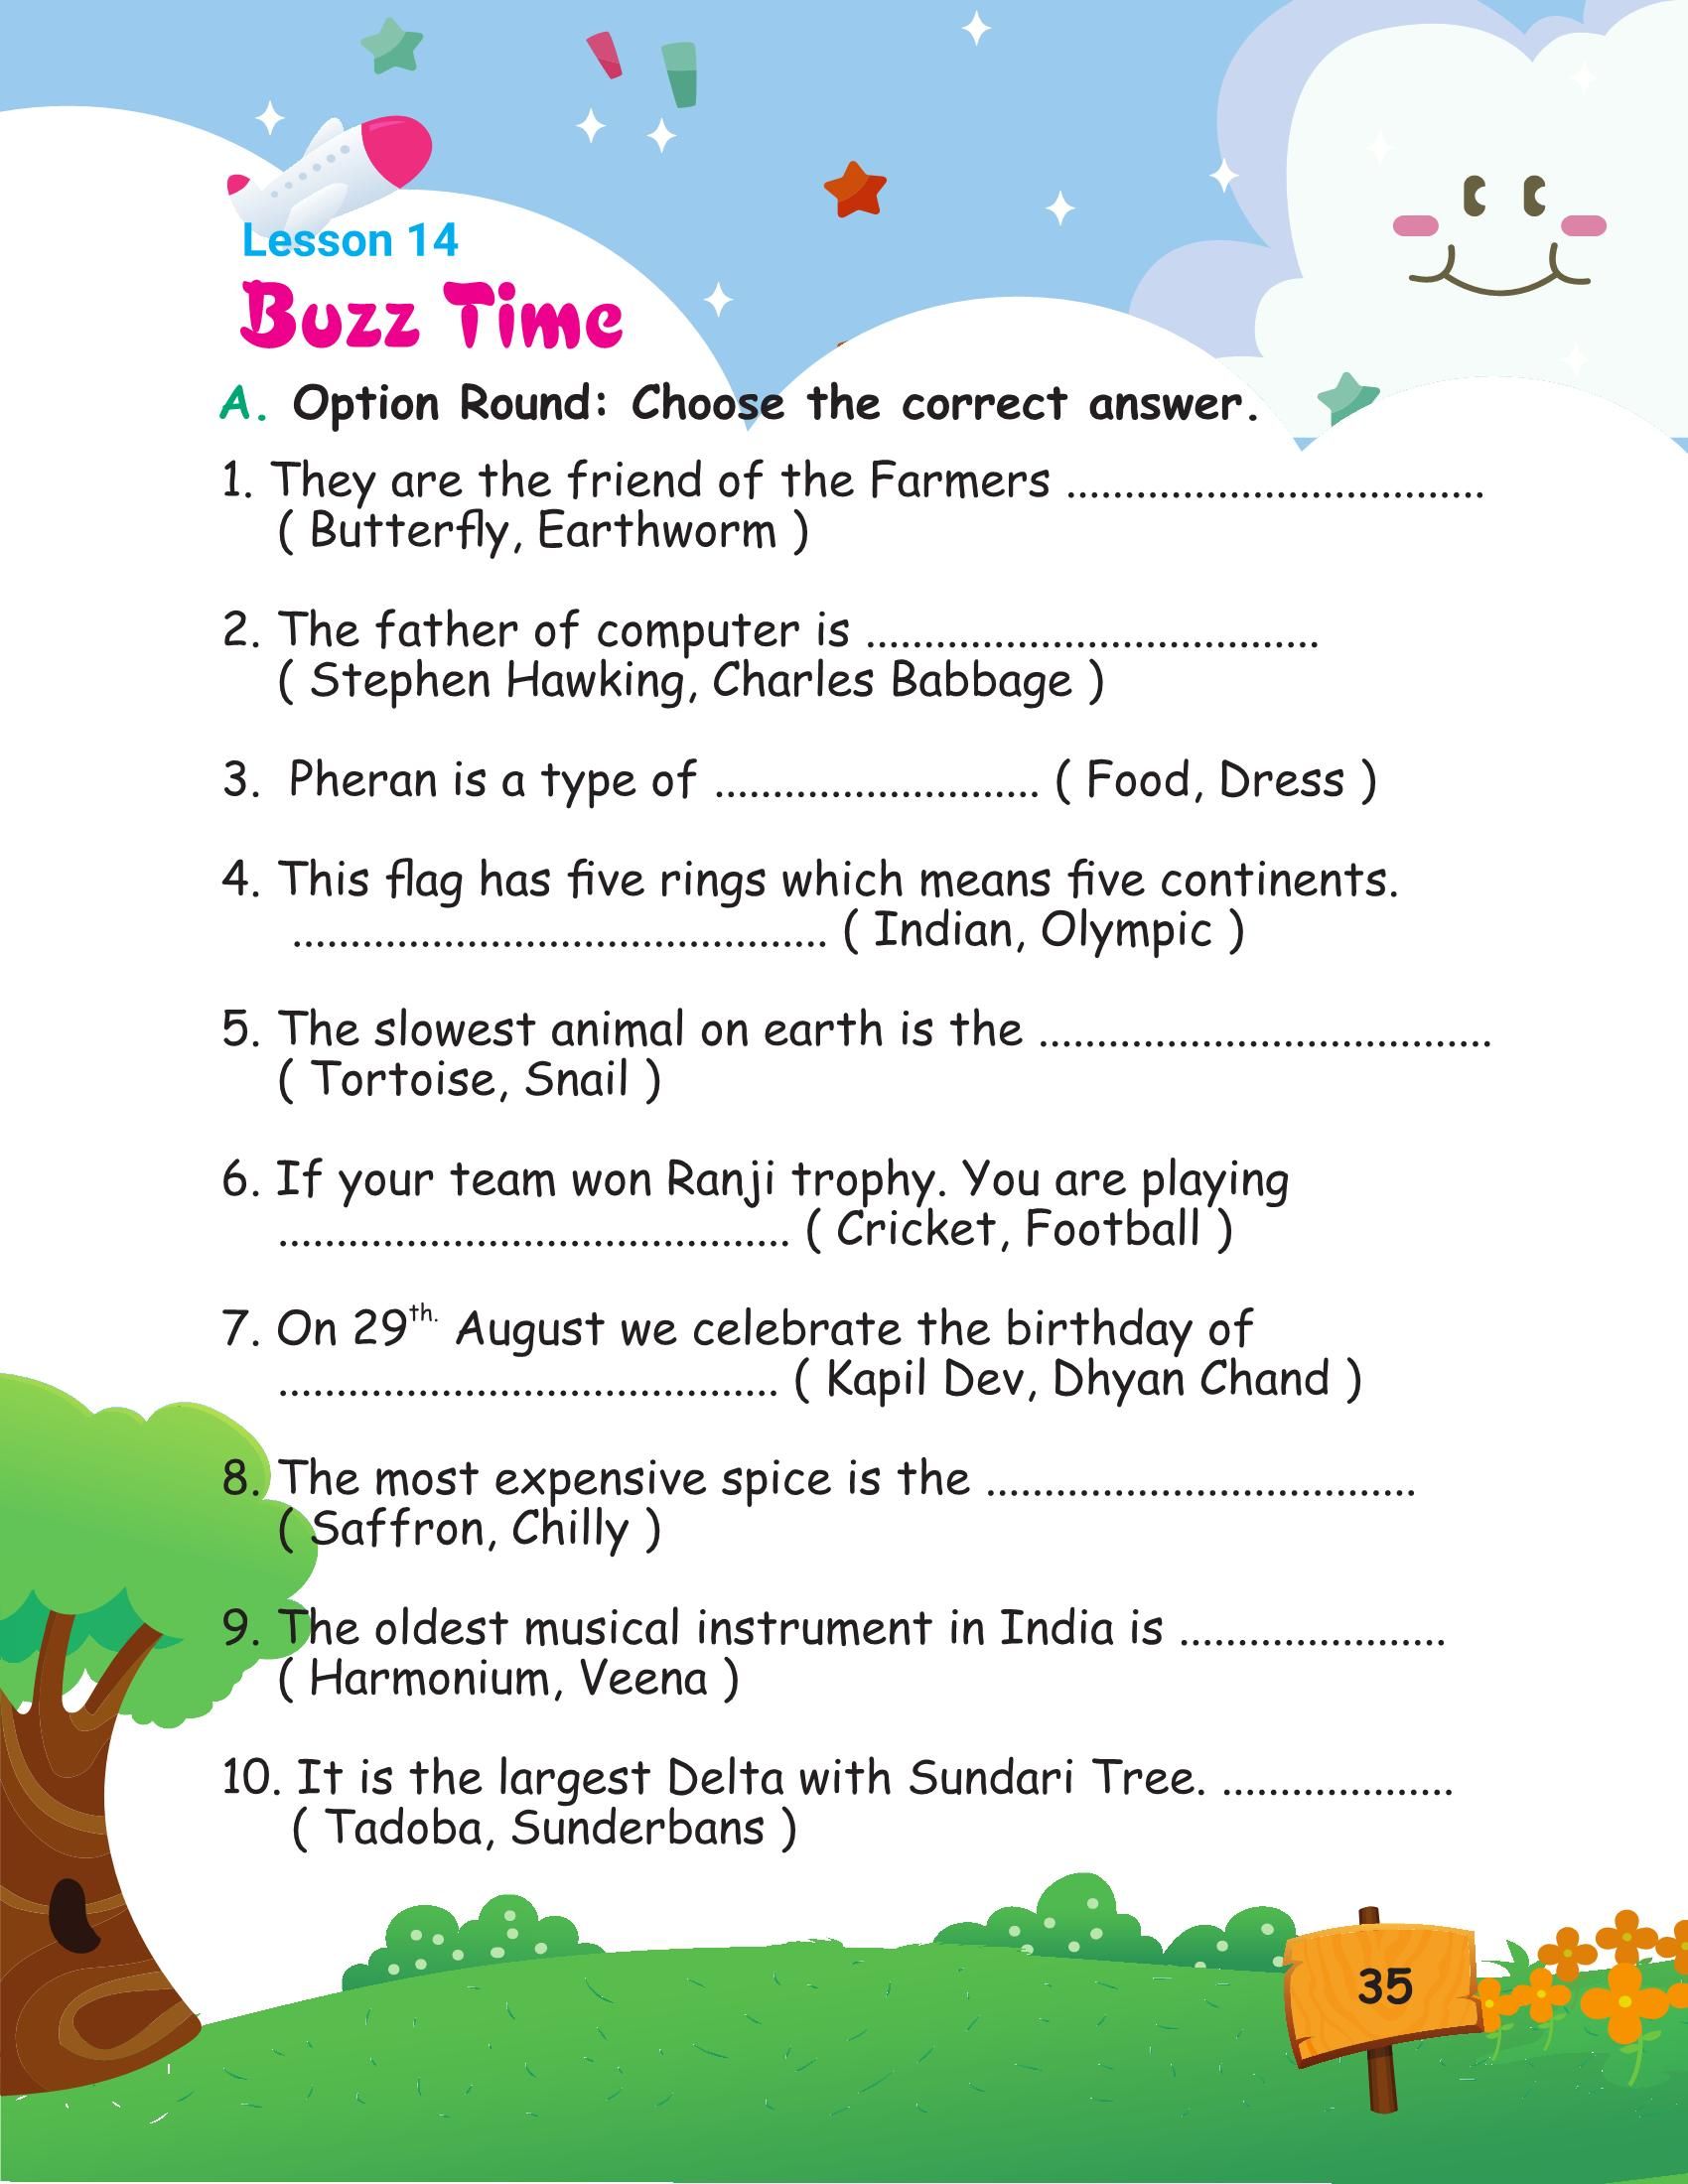 Lesson 14
Buzz Time
A. Option Round: Choose the correct answer.
1. They are the friend of the Farmers ....................................
( Butterfly, Earthworm )
2. The father of computer is .......................................
( Stephen Hawking, Charles Babbage )
3. Pheran is a type of ............................ ( Food, Dress )
4. This flag has five rings which means five continents.
.............................................. ( Indian, Olympic )
5. The slowest animal on earth is the .......................................
( Tortoise, Snail )
6. If your team won Ranji trophy. You are playing
............................................ ( Cricket, Football )
7. On 29th. August we celebrate the birthday of
........................................... ( Kapil Dev, Dhyan Chand )
8. The most expensive spice is the .....................................
( Saffron, Chilly )
9. The oldest musical instrument in India is .......................
( Harmonium, Veena )
10. It is the largest Delta with Sundari Tree. ....................
( Tadoba, Sunderbans )
35